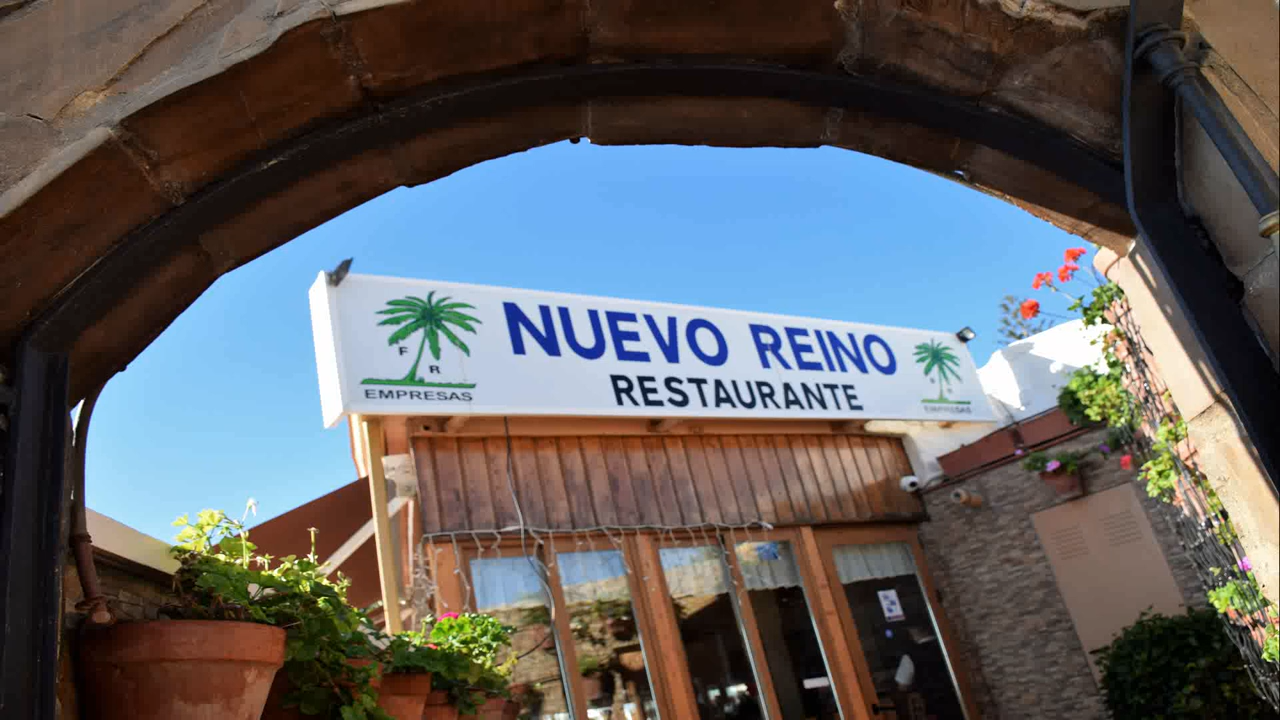 NUEVO REINO
RESTAURANTE
F
R
EMPRESAS
EMPRESAS